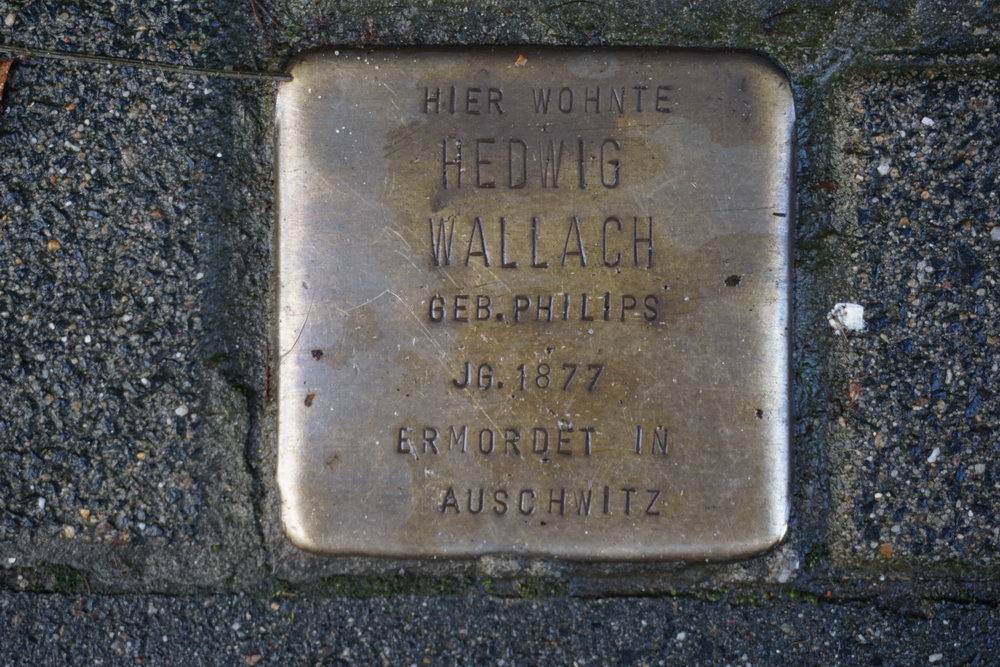 HIER WOHNTE
HEDWIG
WALLACH
GEB. PHILIPS
JG. 1877
ERMORDET IN
AUSCHWITZ